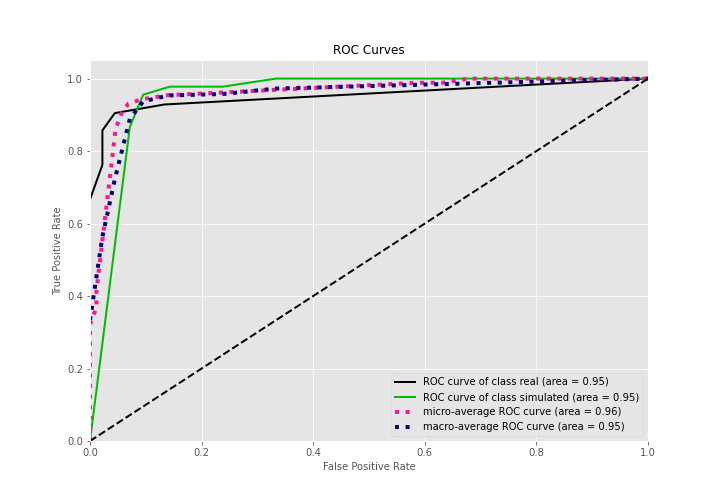 ROC Curves
1.0
0.8
0.6
0.4
0.2
0.0
True Positive Rate
ROC curve of class real (area = 0.95)
ROC curve of class simulated (area = 0.95)
micro-average ROC curve (area = 0.96)
macro-average ROC curve (area = 0.95)
0.0 0.2 0.4 0.6 0.8 1.0
False Positive Rate